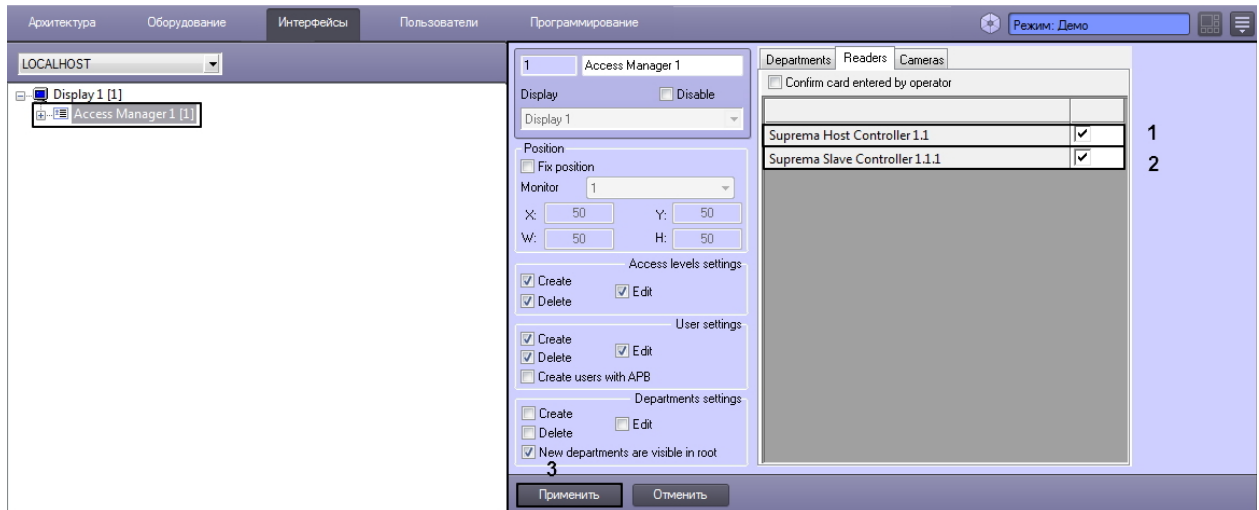 Архитектура Оборудование Интерфейсы Пользователи Программирование Режим: Демо
LOCALHOST
Display 1 [1]
Access Manager 1 [1]
1 Access Manager 1
Display Disable
Display 1
Position
Fix position
Monitor 1
X: 50 Y: 50
W: 50 H: 50
Access levels settings
Create
Edit
Delete
User settings
Create
Edit
Delete
Create users with APB
Departments settings
Create
Edit
Delete
New departments are visible in root
3
Применить Отменить
Departments Readers Cameras
Confirm card entered by operator
Suprema Host Controller 1.1 1
Suprema Slave Controller 1.1.1 2